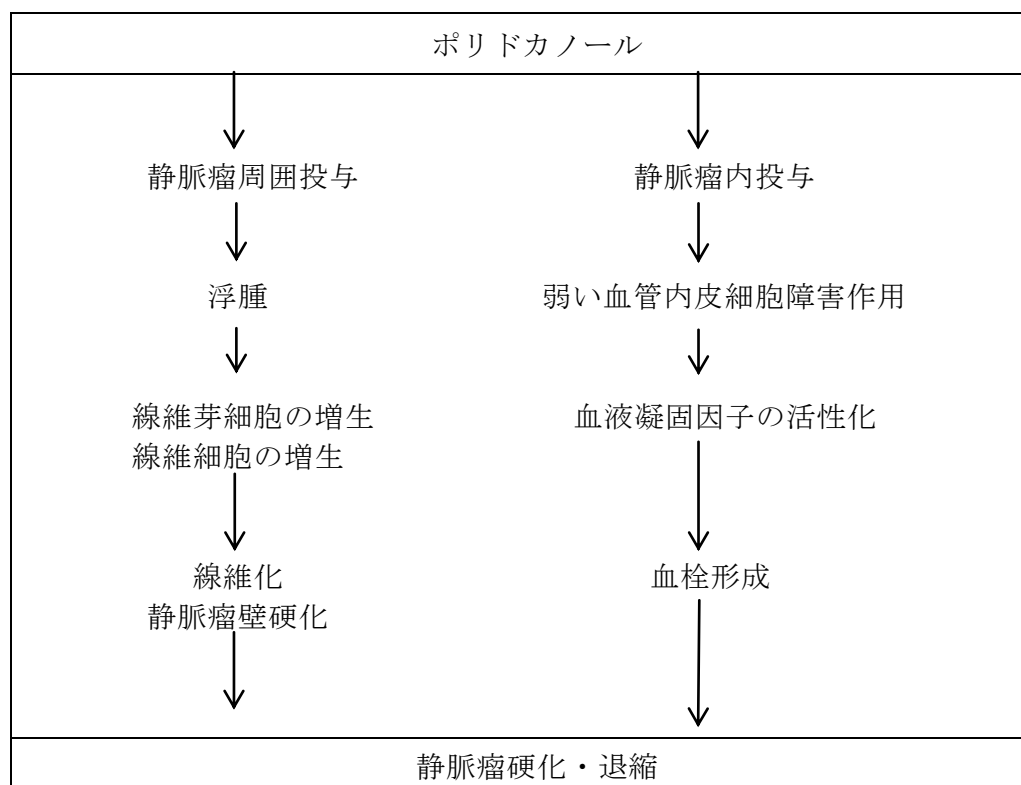 ポリドカノール
静脈瘤周囲投与
浮腫
線維芽細胞の増生
線維細胞の増生
線維化
静脈瘤壁硬化
静脈瘤内投与
弱い血管内皮細胞障害作用
血液凝固因子の活性化
血栓形成
静脈瘤硬化・退縮